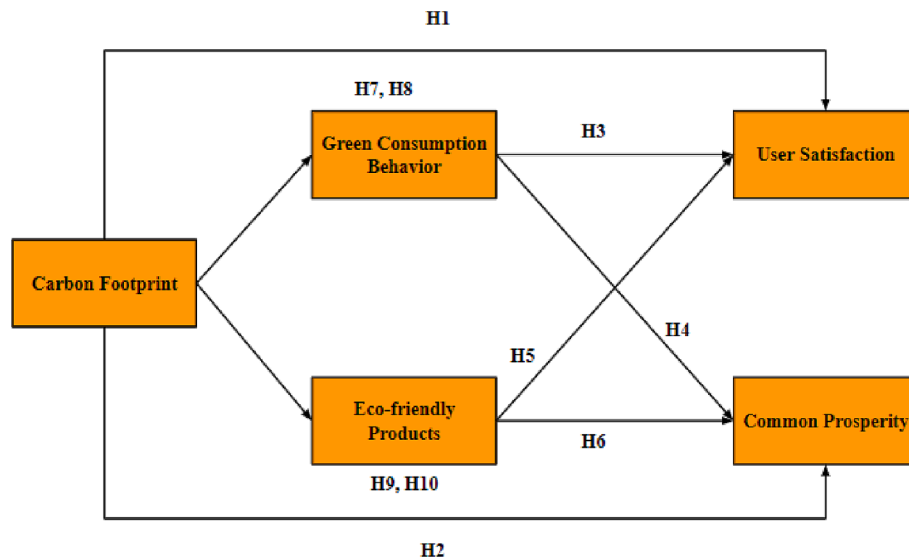 H1
H7, H8
Green Consumption
Behavior
H3
User Satisfaction
Carbon Footprint
H5
H4
Eco-friendly
Products
H6
Common Prosperity
H9, H10
H2